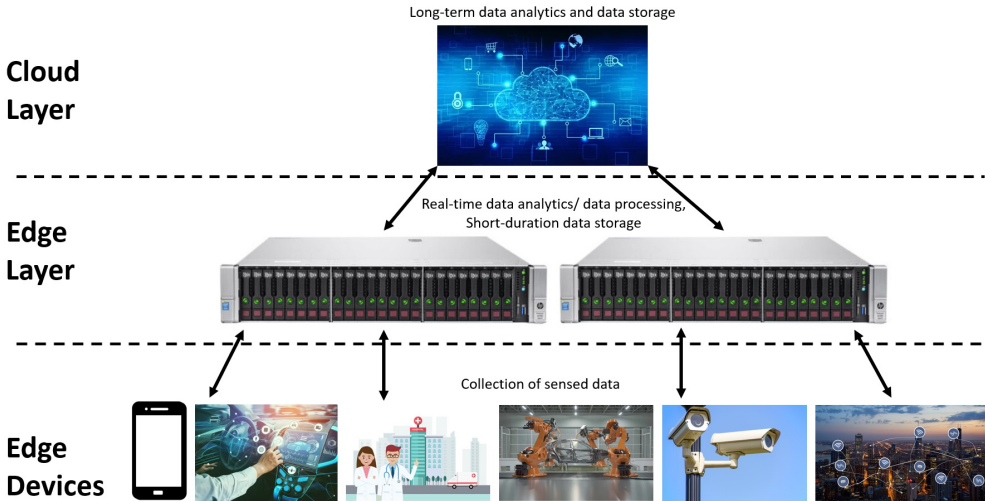 Long-term data analytics and data storage
Cloud
Layer
Real-time data analytics/ data processing,
Short-duration data storage
Edge
Layer
Collection of sensed data
Edge
Devices